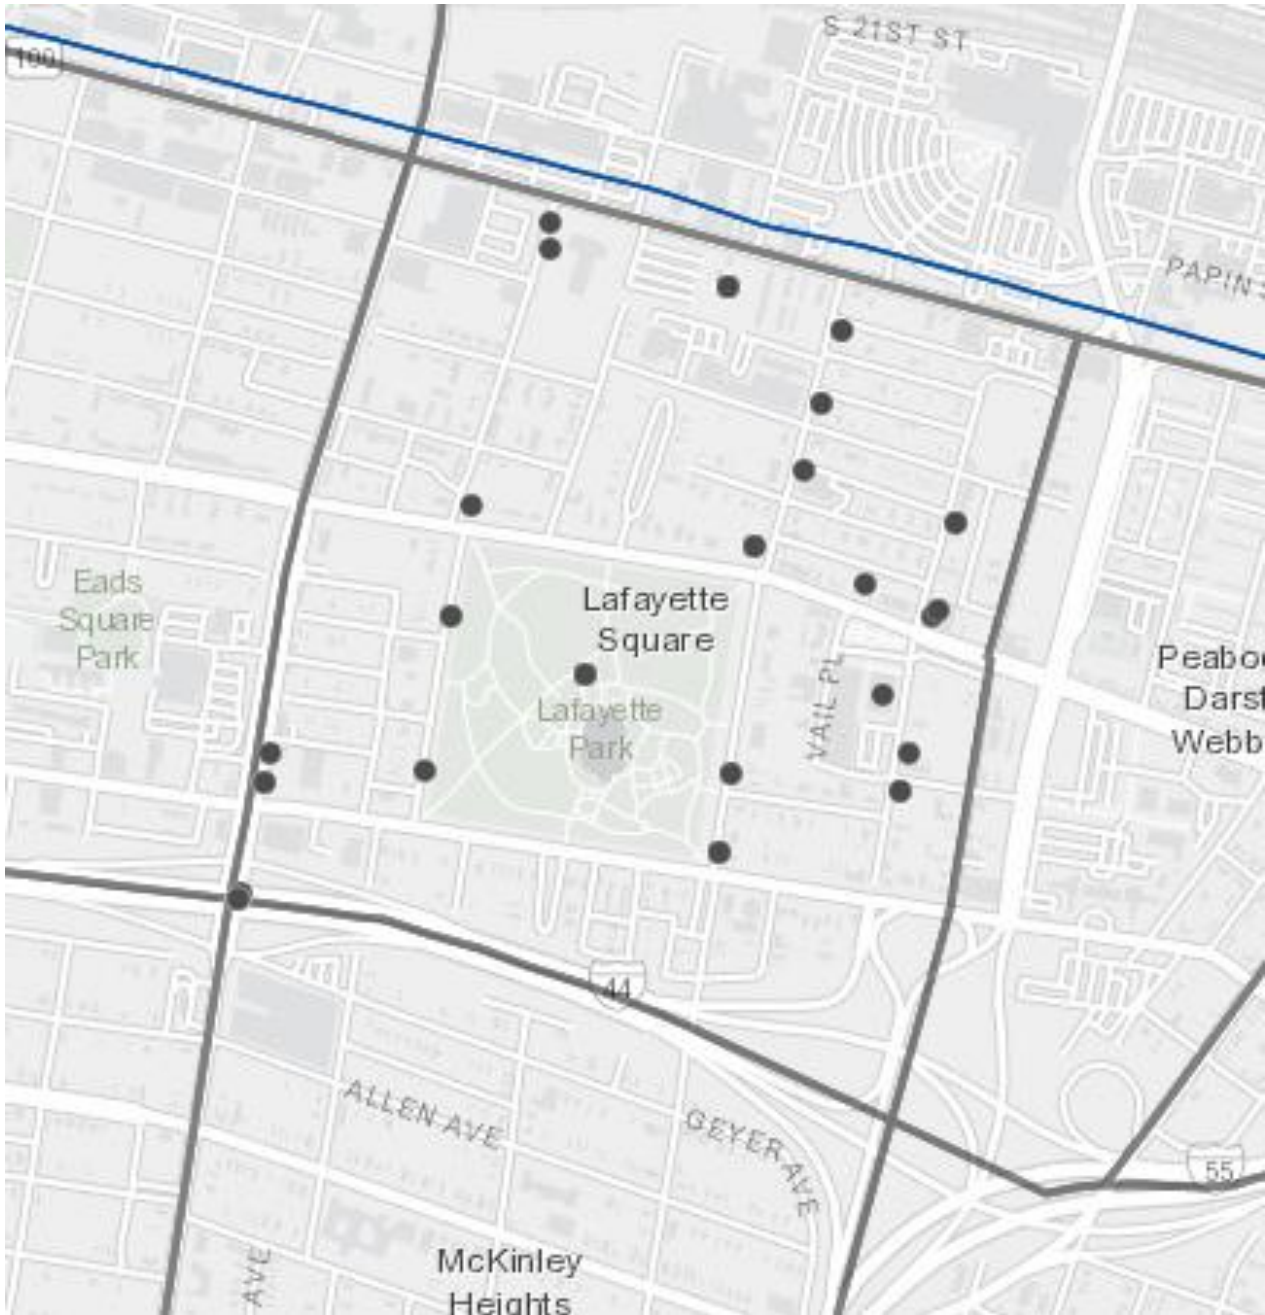 S 21ST ST
100
PAPIN S
Eads
Square
Park
Lafayette
Square
Lafayette
Park
VAIL PL
Peaboo
Darst
Webb
44
ALLEN AVE
GEYER AVE
55
AVE
McKinley
Heights